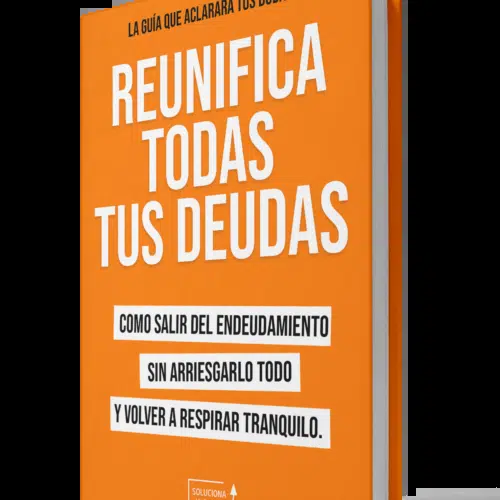 LA GUÍA QUE ACLARARA TUS
REUNIFICA
TODAS
TUS DEUDAS
COMO SALIR DEL ENDEUDAMIENTO
SIN ARRIESGARLO TODO
Y VOLVER A RESPIRAR TRANQUILO.
SOLUCIONA